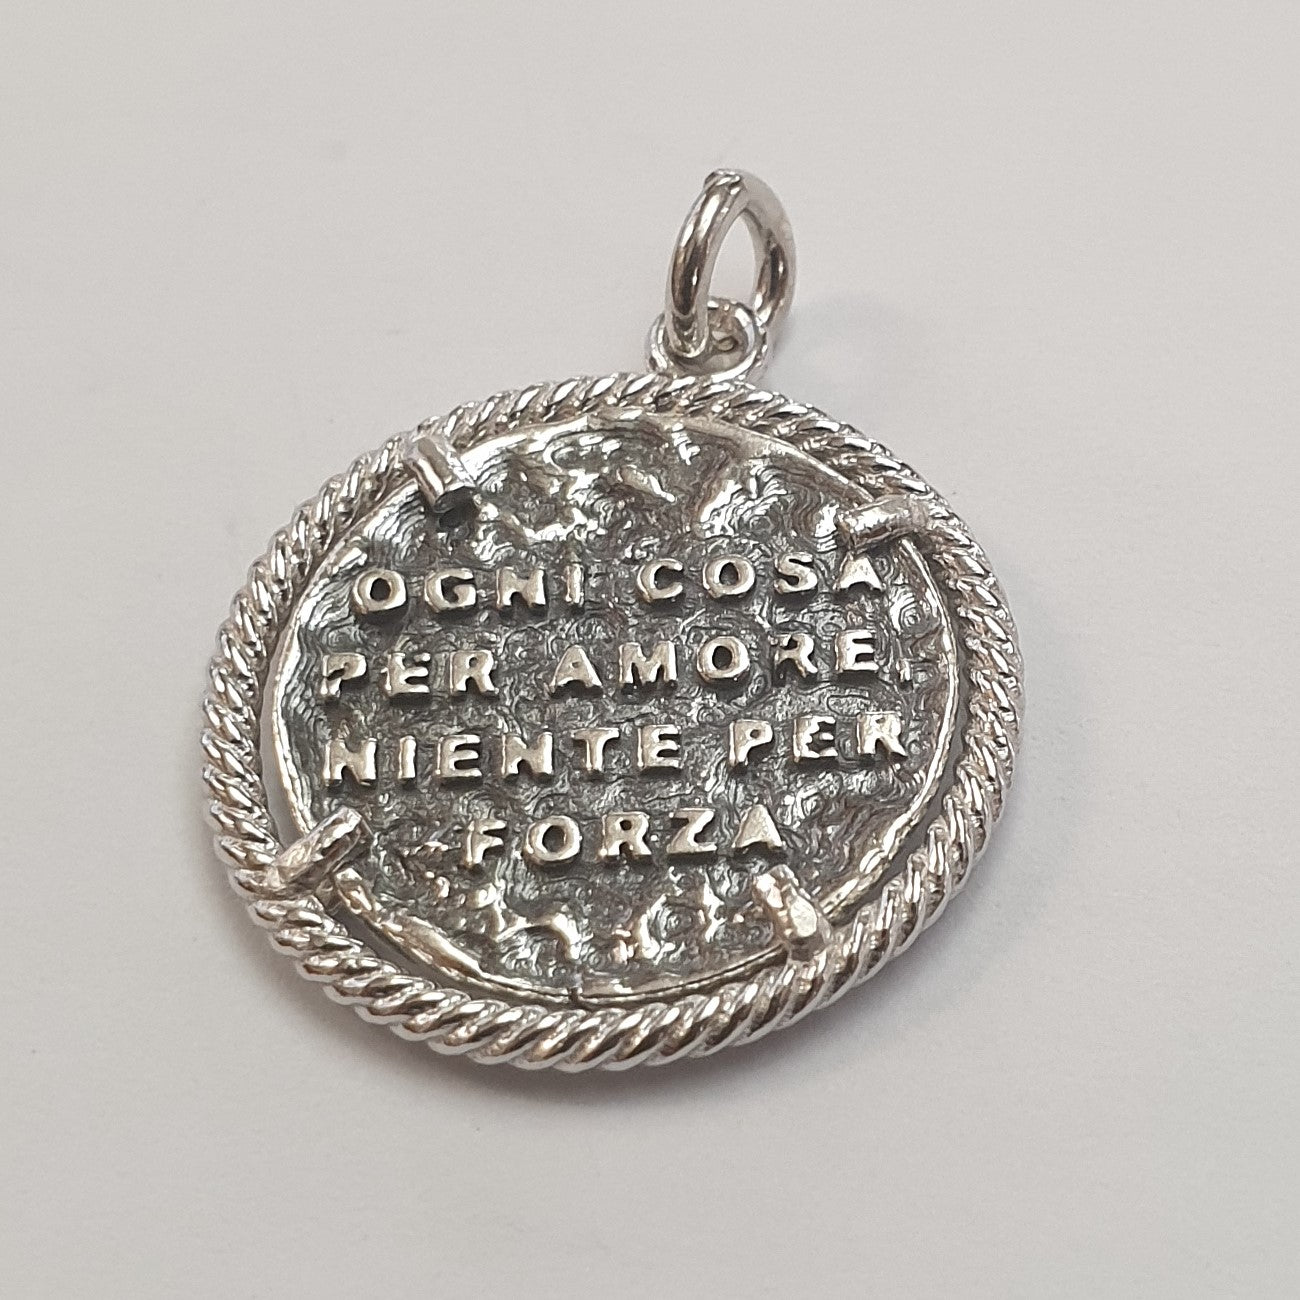 OGNI COSA
PER AMORE,
NIENTE PER
FORZA